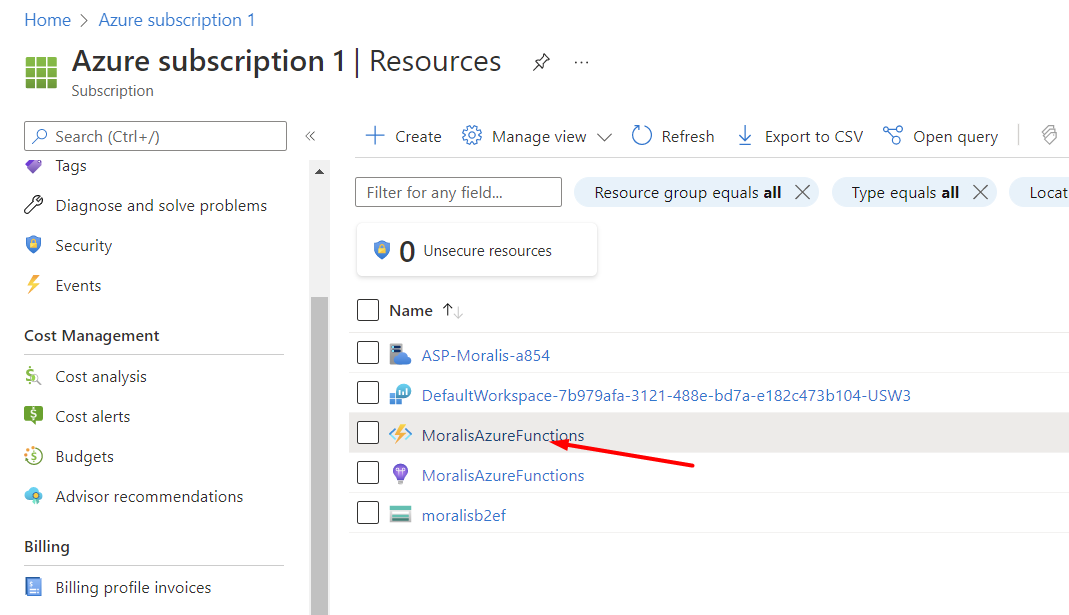 Home > Azure subscription 1
Azure subscription 1 | Resources ...
Subscription
Search (Ctrl+/)
«
Tags
Diagnose and solve problems
Security
Events
Cost Management
Cost analysis
Cost alerts
Budgets
Advisor recommendations
Billing
Billing profile invoices
+ Create Manage view Refresh Export to CSV Open query
Filter for any field...
Resource group equals all
Type equals all
Locat
0 Unsecure resources
Name ↑↓
ASP-Moralis-a854
DefaultWorkspace-7b979afa-3121-488e-bd7a-e182c473b104-USW3
MoralisAzureFunctions
MoralisAzureFunctions
moralisb2ef